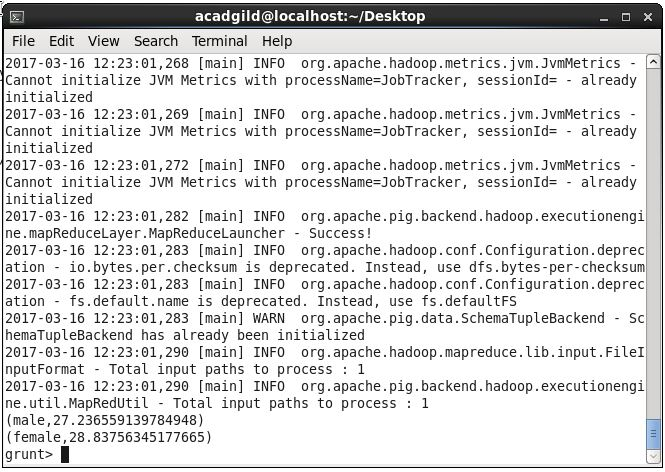 acadgild@localhost:~/Desktop
File Edit View Search Terminal Help
2017-03-16 12:23:01,268 [main] INFO  org.apache.hadoop.metrics.jvm.JvmMetrics -
Cannot initialize JVM Metrics with processName=JobTracker, sessionId= - already
initialized
2017-03-16 12:23:01,269 [main] INFO  org.apache.hadoop.metrics.jvm.JvmMetrics -
Cannot initialize JVM Metrics with processName=JobTracker, sessionId= - already
initialized
2017-03-16 12:23:01,272 [main] INFO  org.apache.hadoop.metrics.jvm.JvmMetrics -
Cannot initialize JVM Metrics with processName=JobTracker, sessionId= - already
initialized
2017-03-16 12:23:01,282 [main] INFO  org.apache.pig.backend.hadoop.executionengi
ne.mapReduceLayer.MapReduceLauncher - Success!
2017-03-16 12:23:01,283 [main] INFO  org.apache.hadoop.conf.Configuration.deprec
ation - io.bytes.per.checksum is deprecated. Instead, use dfs.bytes-per-checksum
2017-03-16 12:23:01,283 [main] INFO  org.apache.hadoop.conf.Configuration.deprec
ation - fs.default.name is deprecated. Instead, use fs.defaultFS
2017-03-16 12:23:01,283 [main] WARN  org.apache.pig.data.SchemaTupleBackend - Sc
hemaTupleBackend has already been initialized
2017-03-16 12:23:01,290 [main] INFO  org.apache.hadoop.mapreduce.lib.input.FileI
nputFormat - Total input paths to process : 1
2017-03-16 12:23:01,290 [main] INFO  org.apache.pig.backend.hadoop.executionengi
ne.util.MapRedUtil - Total input paths to process : 1
(male,27.236559139784948)
(female,28.83756345177665)
grunt>